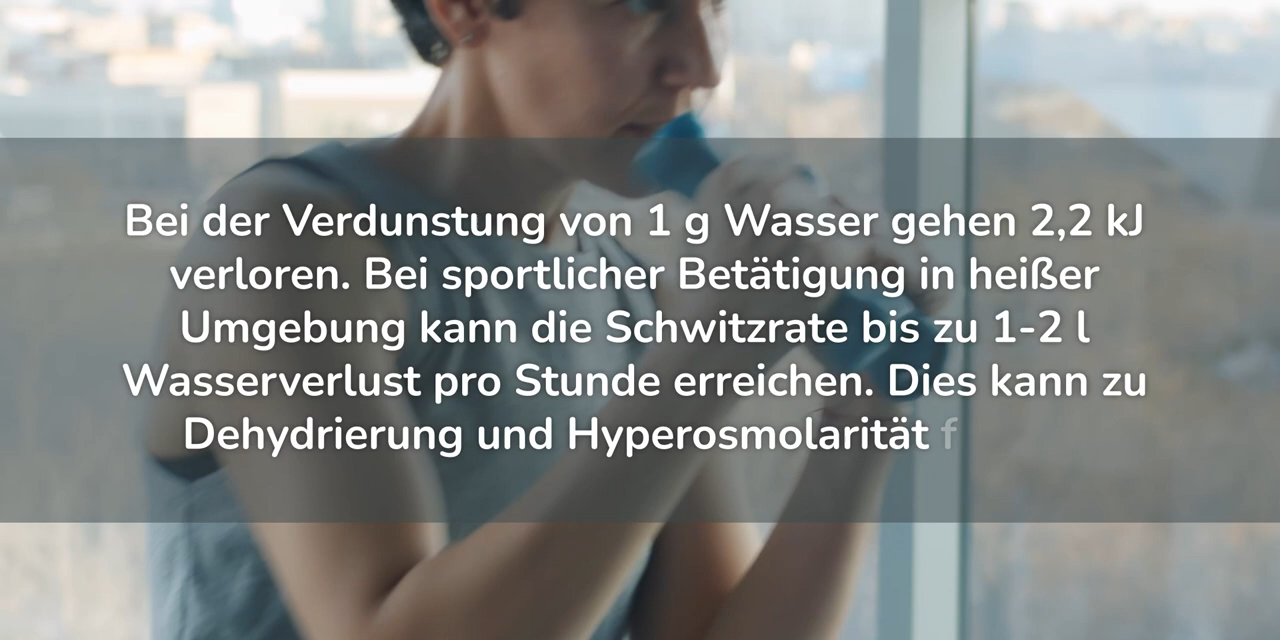 Bei der Verdunstung von 1 g Wasser gehen 2,2 kJ
verloren. Bei sportlicher Betätigung in heißer
Umgebung kann die Schwitzrate bis zu 1-2 l
Wasserverlust pro Stunde erreichen. Dies kann zu
Dehydrierung und Hyperosmolarität f